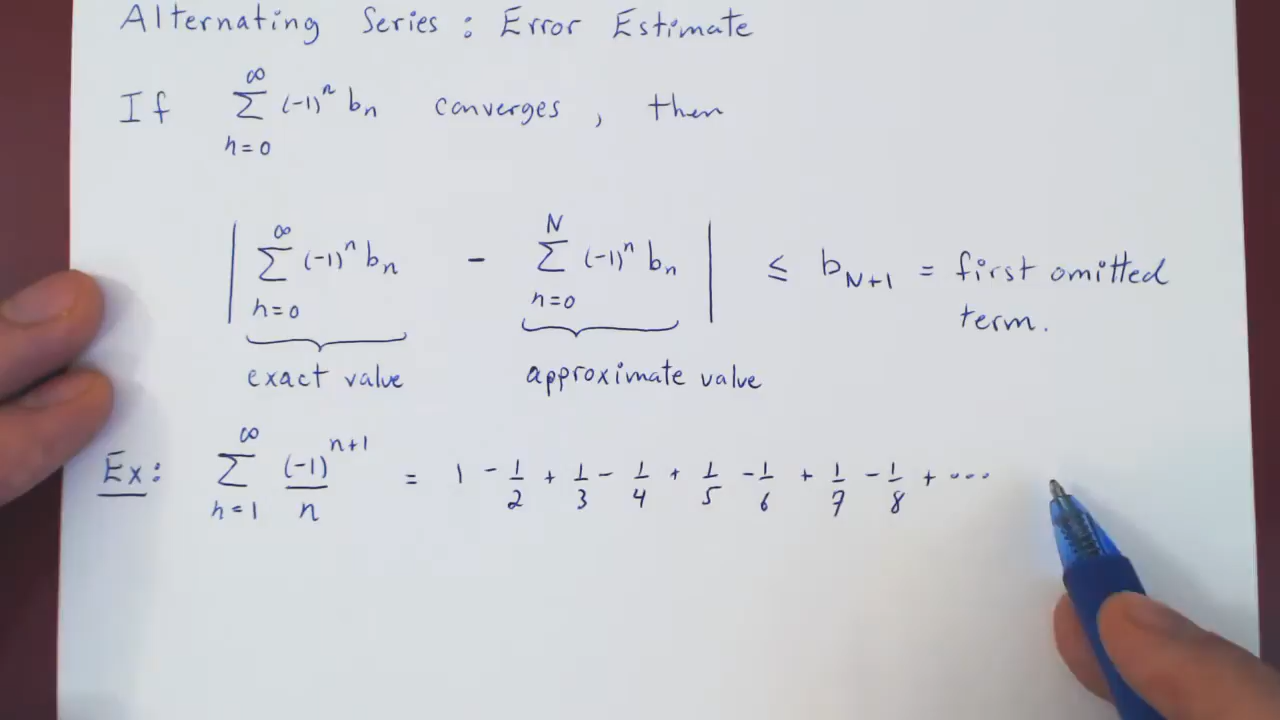 Alternating Series: Error Estimate
If ∑_{n=0}^{∞} (-1)^n b_n converges, then
| ∑_{n=0}^{∞} (-1)^n b_n - ∑_{n=0}^{N} (-1)^n b_n | ≤ b_{N+1} = first omitted
term.
exact value approximate value
Ex: ∑_{n=1}^{∞} (-1)^{n+1}/n = 1 - 1/2 + 1/3 - 1/4 + 1/5 - 1/6 + 1/7 - 1/8 + ...